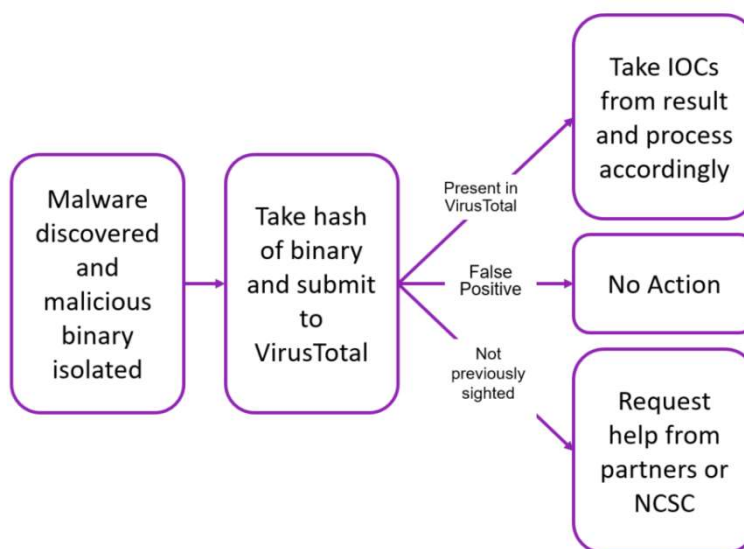 Malware
discovered
and
malicious
binary
isolated
Take hash
of binary
and submit
to
VirusTotal
Present in
VirusTotal
False
Positive
Not
previously
sighted
Take IOCs
from result
and process
accordingly
No Action
Request
help from
partners or
NCSC